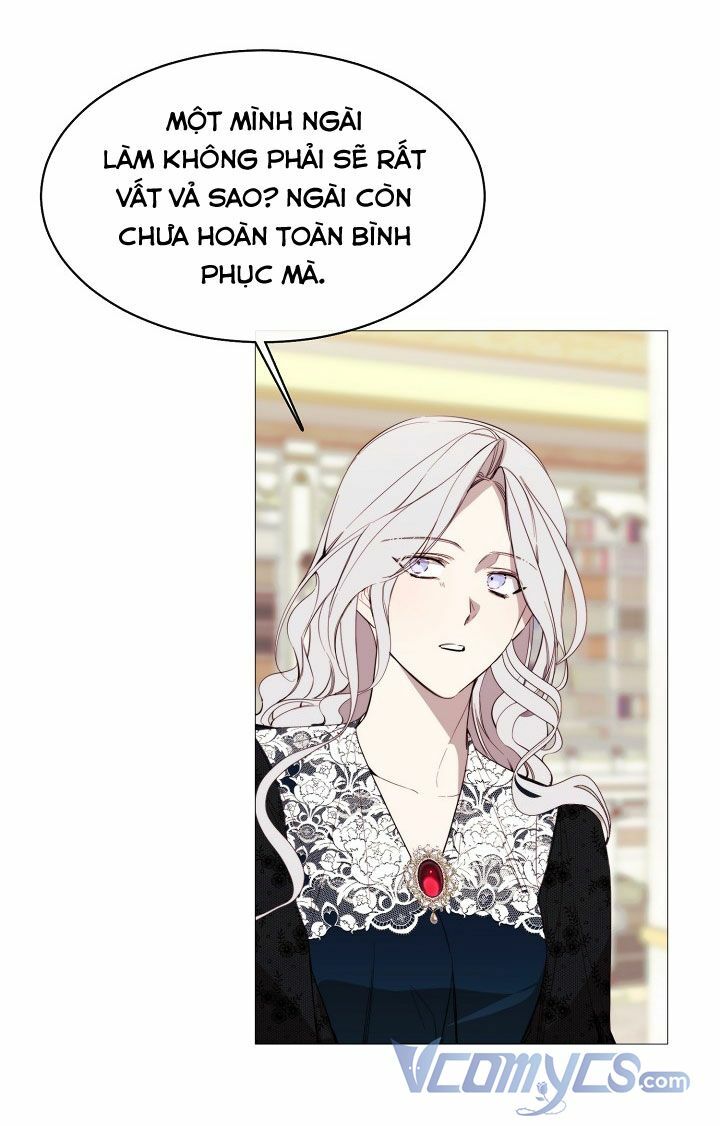 MỘT MÌNH NGÀI
LÀM KHÔNG PHẢI SẼ RẤT
VẤT VẢ SAO? NGÀI CÒN
CHƯA HOÀN TOÀN BÌNH
PHỤC MÀ.
VCOMYCS.com